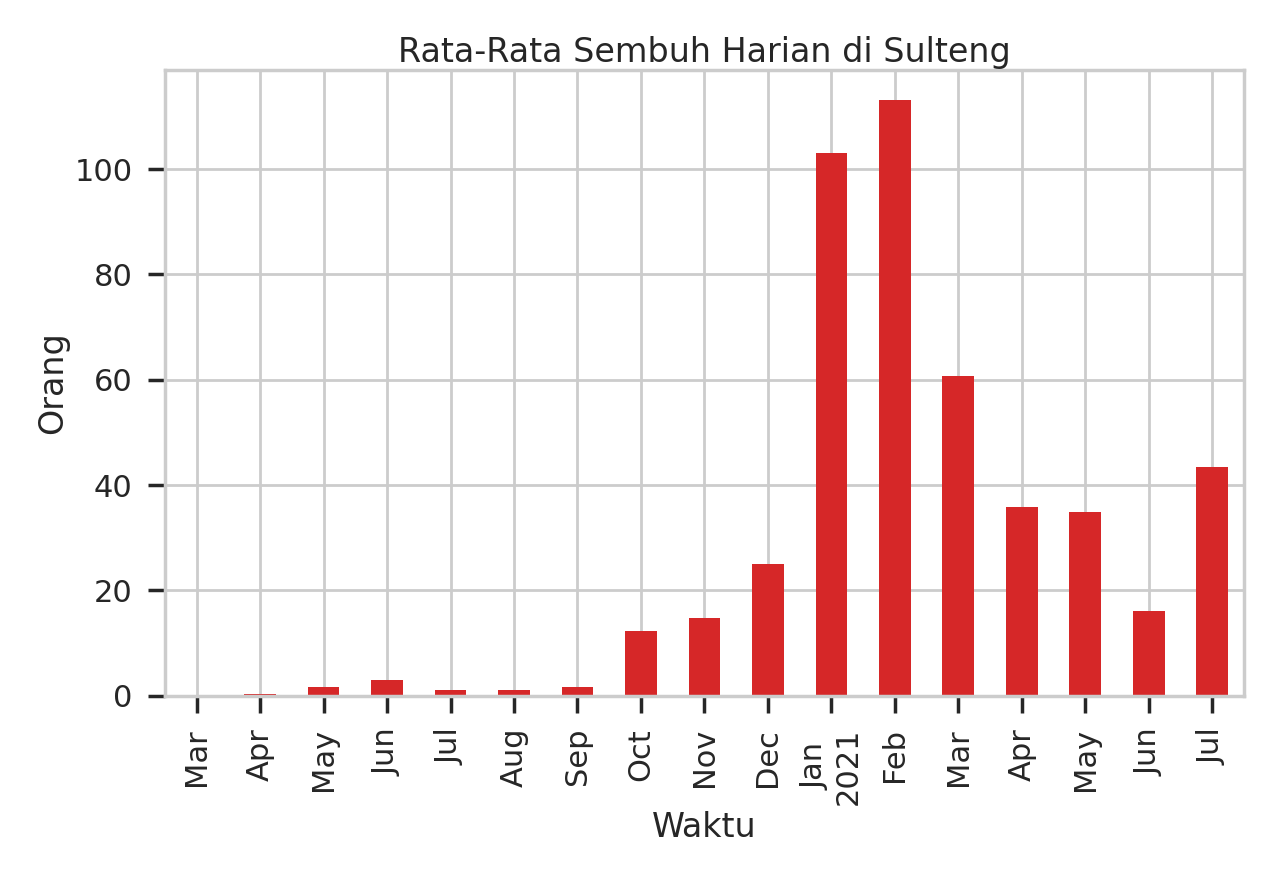 Rata-Rata Sembuh Harian di Sulteng
Orang
100
80
60
40
20
0
Mar
Apr
May
Jun
Jul
Aug
Sep
Oct
Nov
Dec
Jan
2021
Feb
Mar
Apr
May
Jun
Jul
Waktu